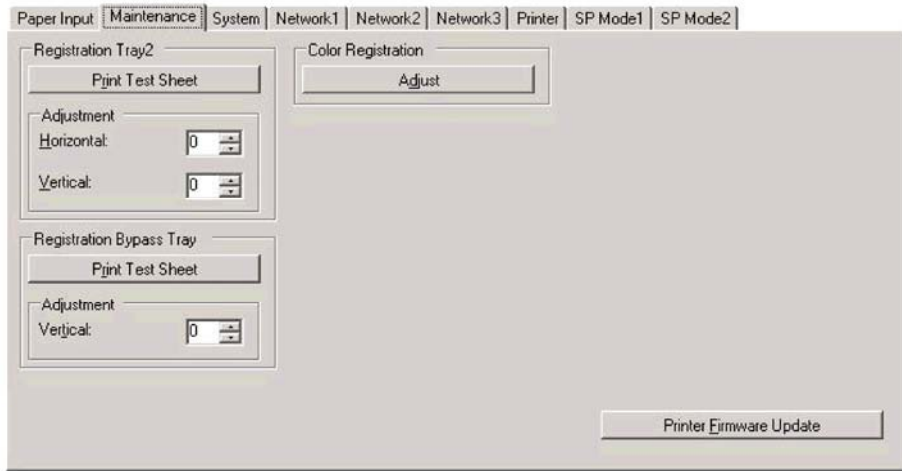 Paper Input Maintenance System Network1 Network2 Network3 Printer SP Mode1 SP Mode2
Registration Tray2
Print Test Sheet
Adjustment
Horizontal: 0
Vertical: 0
Registration Bypass Tray
Print Test Sheet
Adjustment
Vertical: 0
Color Registration
Adjust
Printer Firmware Update